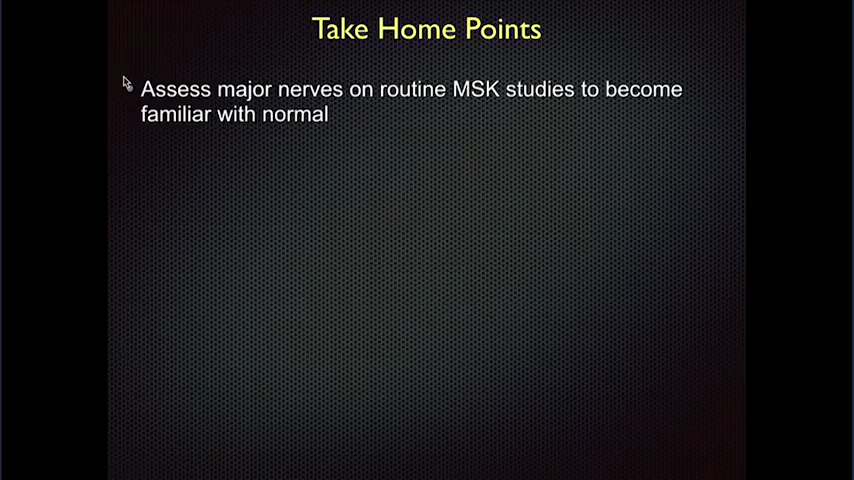 Take Home Points
Assess major nerves on routine MSK studies to become
familiar with normal